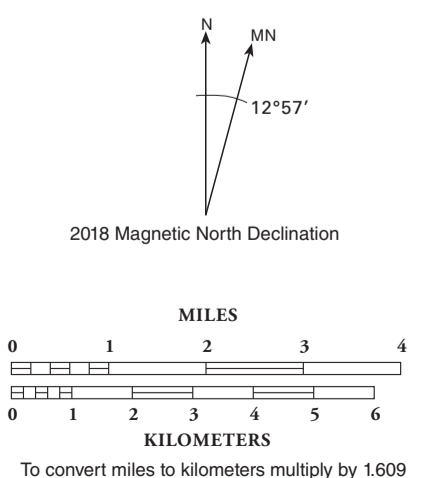 N
MN
12°57′
2018 Magnetic North Declination
MILES
0 1 2 3 4
0 1 2 3 4 5 6
KILOMETERS
To convert miles to kilometers multiply by 1.609